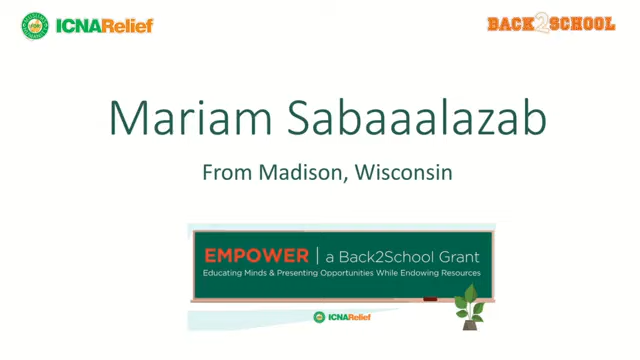 ICNARelief
BACK2SCHOOL
Mariam Sabaaalazab
From Madison, Wisconsin
EMPOWER | a Back2School Grant
Educating Minds & Presenting Opportunities While Endowing Resources
ICNARelief